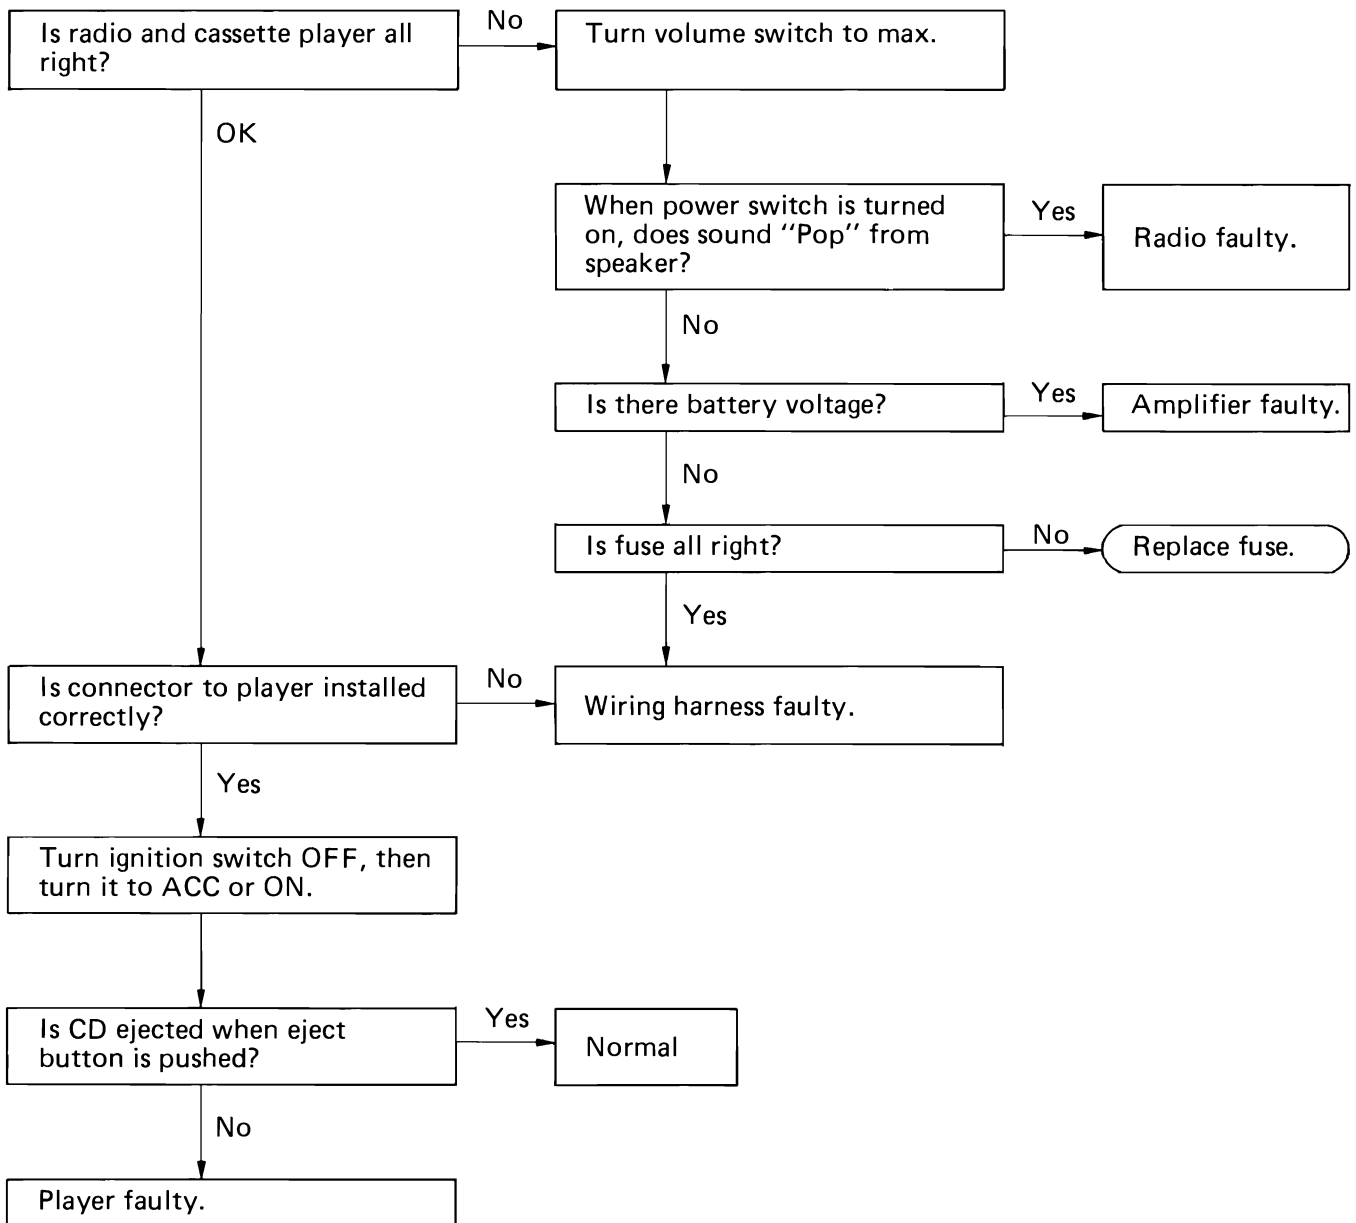 Is radio and cassette player all
right?
No
Turn volume switch to max.
OK
When power switch is turned
on, does sound "Pop" from
speaker?
Yes
Radio faulty.
No
Is there battery voltage?
Yes
Amplifier faulty.
No
Is fuse all right?
No
Replace fuse.
Yes
Is connector to player installed
correctly?
No
Wiring harness faulty.
Yes
Turn ignition switch OFF, then
turn it to ACC or ON.
Is CD ejected when eject
button is pushed?
Yes
Normal
No
Player faulty.